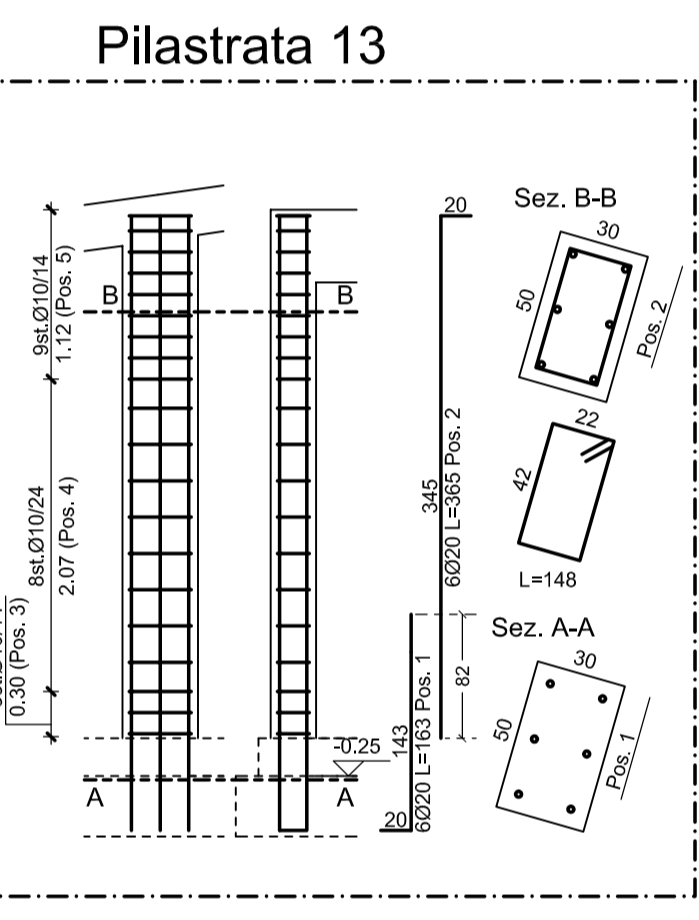 Pilastrata 13
9st.Ø10/14
1.12 (Pos. 5)
8st.Ø10/24
2.07 (Pos. 4)
0.30 (Pos. 3)
B
B
A
A
-0.25
20
345
6Ø20 L=365 Pos. 2
82
143
6Ø20 L=163 Pos. 1
20
Sez. B-B
30
50
Pos. 2
22
42
L=148
Sez. A-A
30
50
Pos. 1